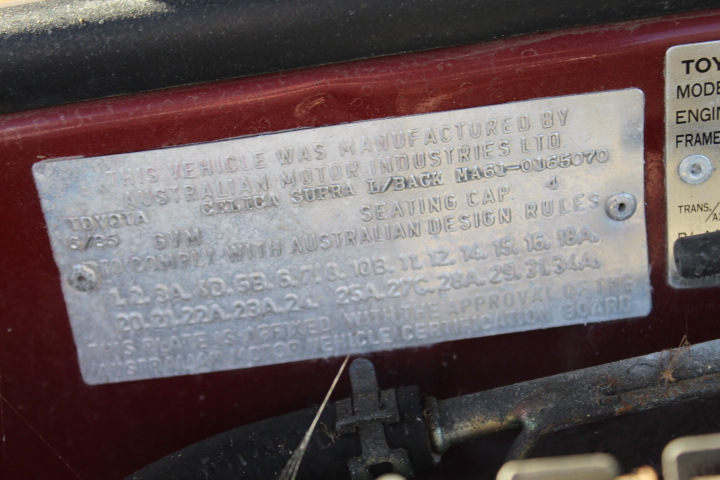 THIS VEHICLE WAS MANUFACTURED BY
AUSTRALIAN MOTOR INDUSTRIES LTD
TOYOTA CELICA SUPRA L/BACK MA61-0165070
6/85 GVM SEATING CAP. 4
TO COMPLY WITH AUSTRALIAN DESIGN RULES
1. 2. 3A. 4D. 5B. 6. 7. 8. 10B. 11. 12. 14. 15. 16. 18A.
20. 21. 22A. 23A. 24. 25A. 27C. 28A. 29. 31. 34A.
THIS PLATE IS AFFIXED WITH THE APPROVAL OF THE
AUSTRALIAN MOTOR VEHICLE CERTIFICATION BOARD
TOY
MODE
ENGIN
FRAME
TRANS./